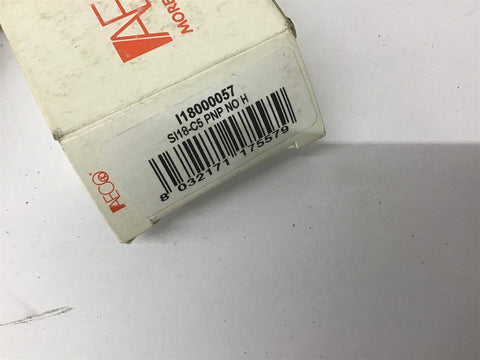 AE
MORE
I18000057
SI18-C5 PNP NO H
8 032171 175579
AECO